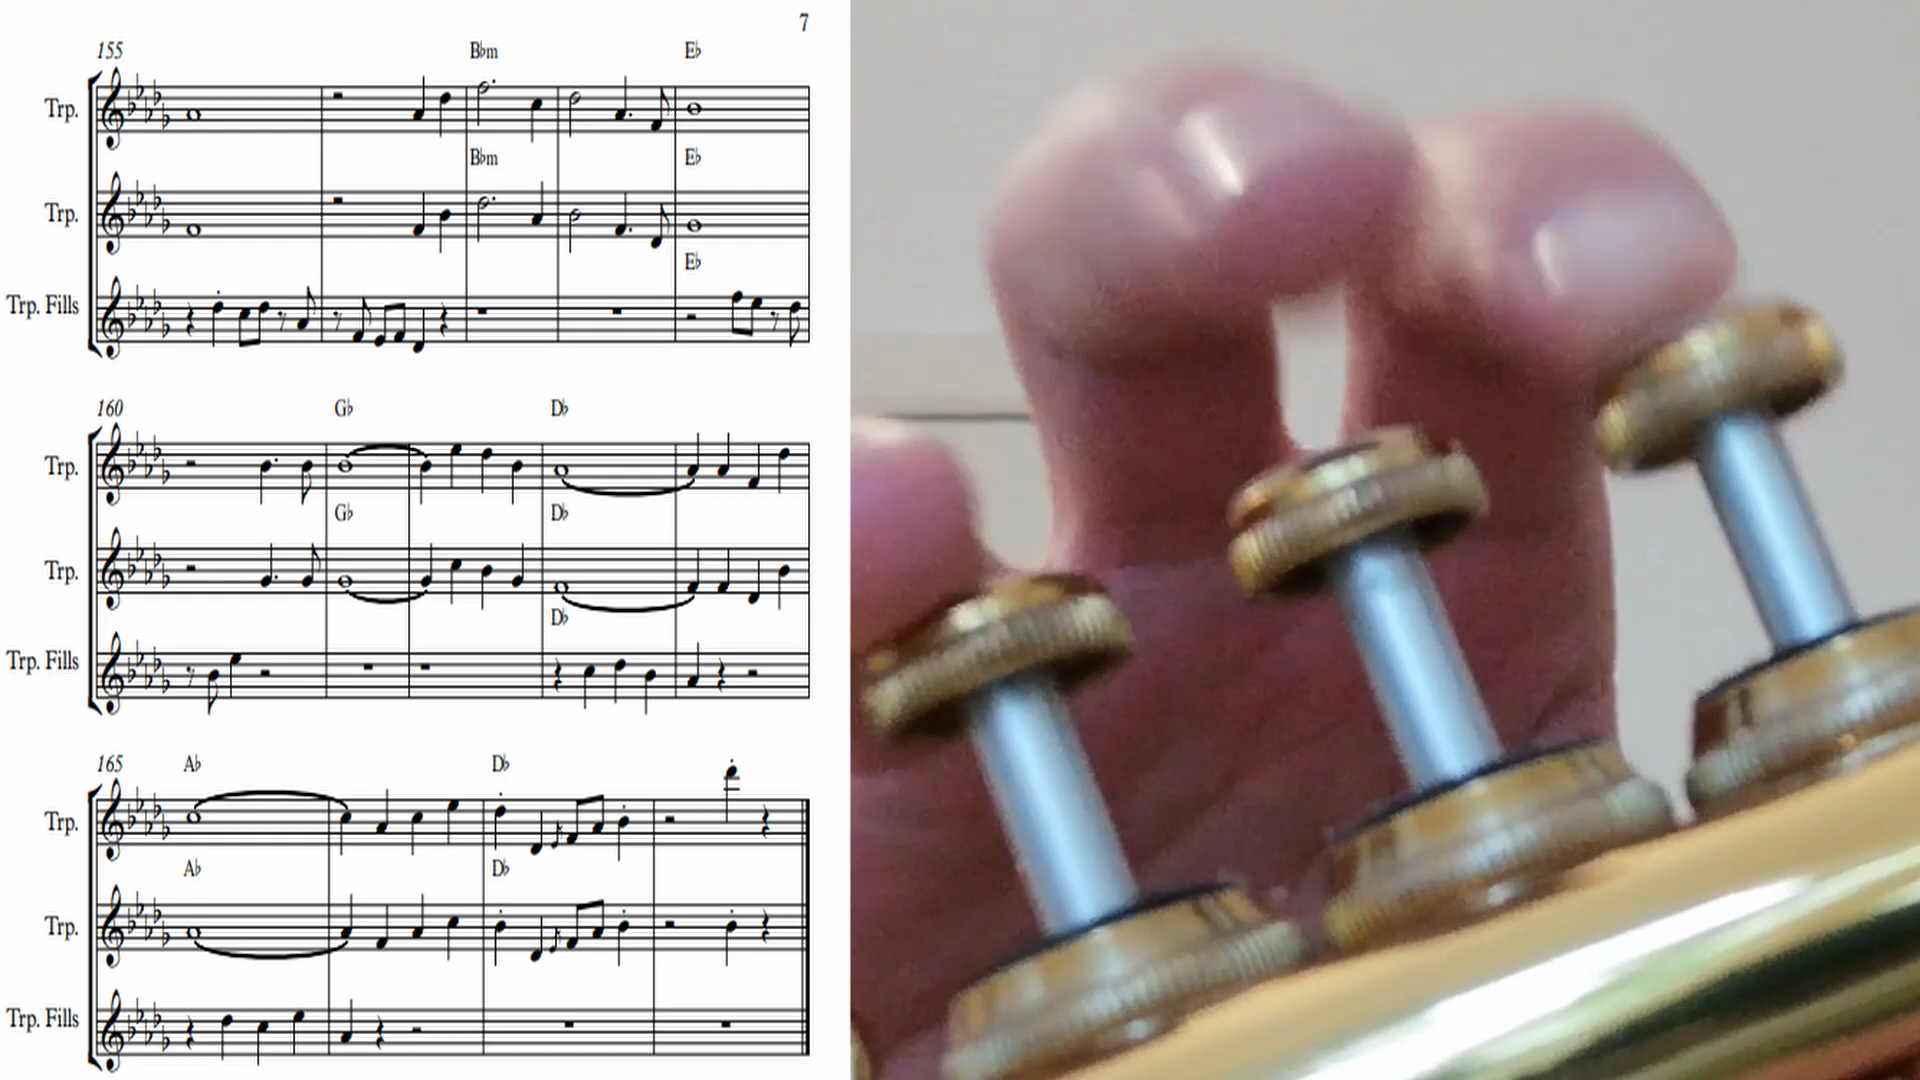 7
155 B♭m E♭
Trp.
B♭m E♭
Trp.
E♭
Trp. Fills
160 G♭ D♭
Trp.
G♭ D♭
Trp.
D♭
Trp. Fills
165 A♭ D♭
Trp.
A♭ D♭
Trp.
Trp. Fills